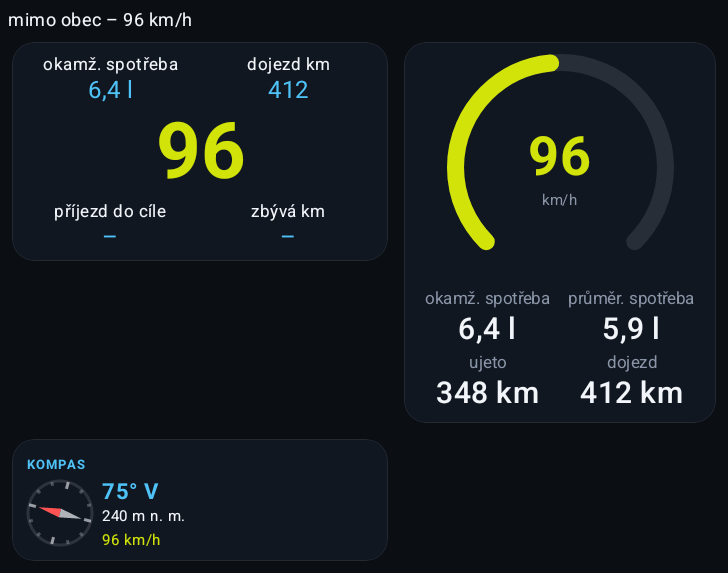 mimo obec – 96 km/h
okamž. spotřeba
dojezd km
6,4 l
412
96
příjezd do cíle
zbývá km
–
–
96
km/h
okamž. spotřeba
průměr. spotřeba
6,4 l
5,9 l
ujeto
dojezd
348 km
412 km
KOMPAS
75° V
240 m n. m.
96 km/h